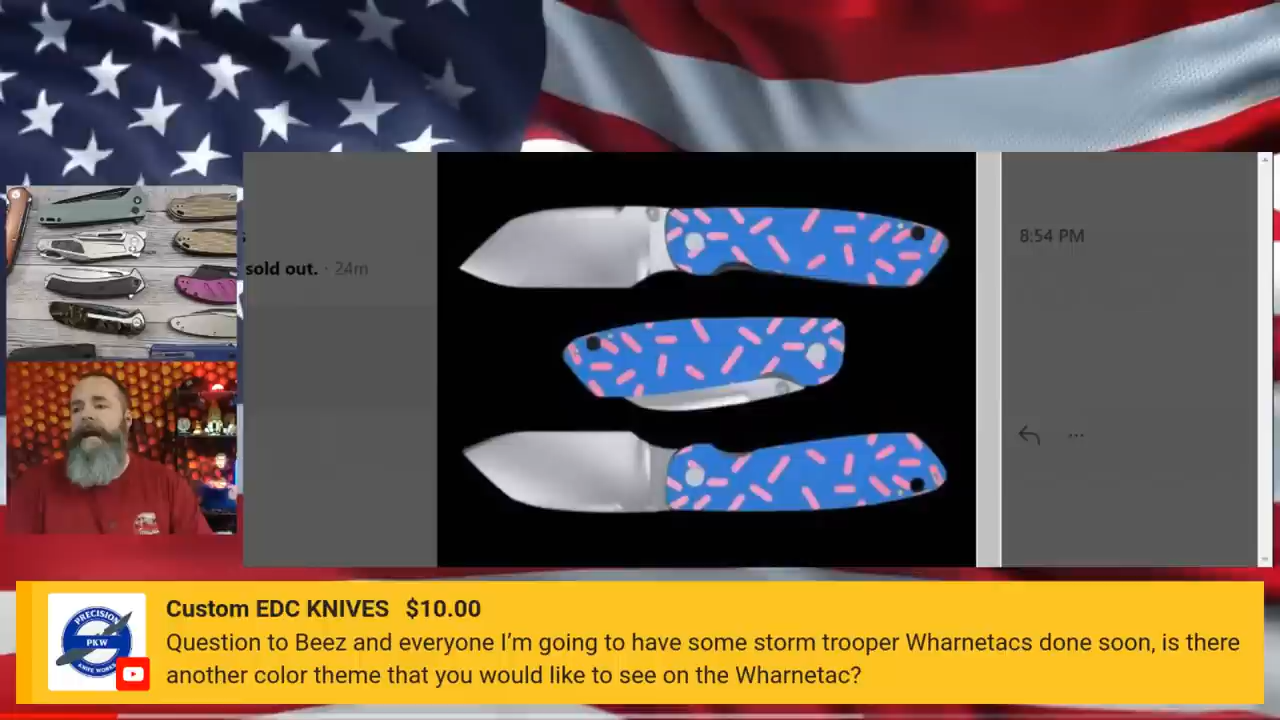 sold out. · 24m
8:54 PM
PRECISION
PKW
KNIFE WORKS
Custom EDC KNIVES $10.00
Question to Beez and everyone I’m going to have some storm trooper Wharnetacs done soon, is there
another color theme that you would like to see on the Wharnetac?